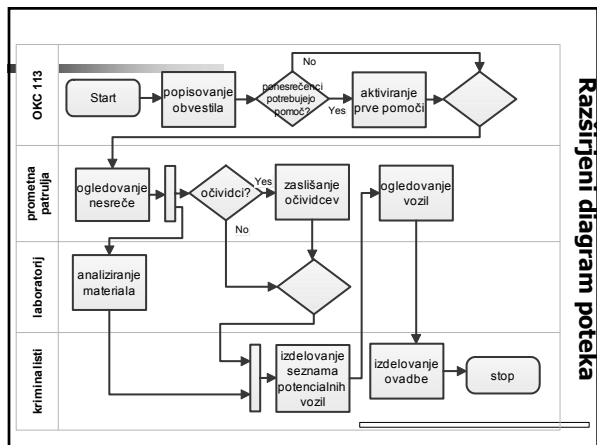 Razširjeni diagram poteka
OKC 113
Start
popisovanje
obvestila
ponesrečenci
potrebujejo
pomoč?
No
Yes
aktiviranje
prve pomoči
prometna
patrulja
ogledovanje
nesreče
očividci?
Yes
No
zaslišanje
očividcev
ogledovanje
vozil
laboratorij
analiziranje
materiala
kriminalisti
izdelovanje
seznama
potencialnih
vozil
izdelovanje
ovadbe
stop